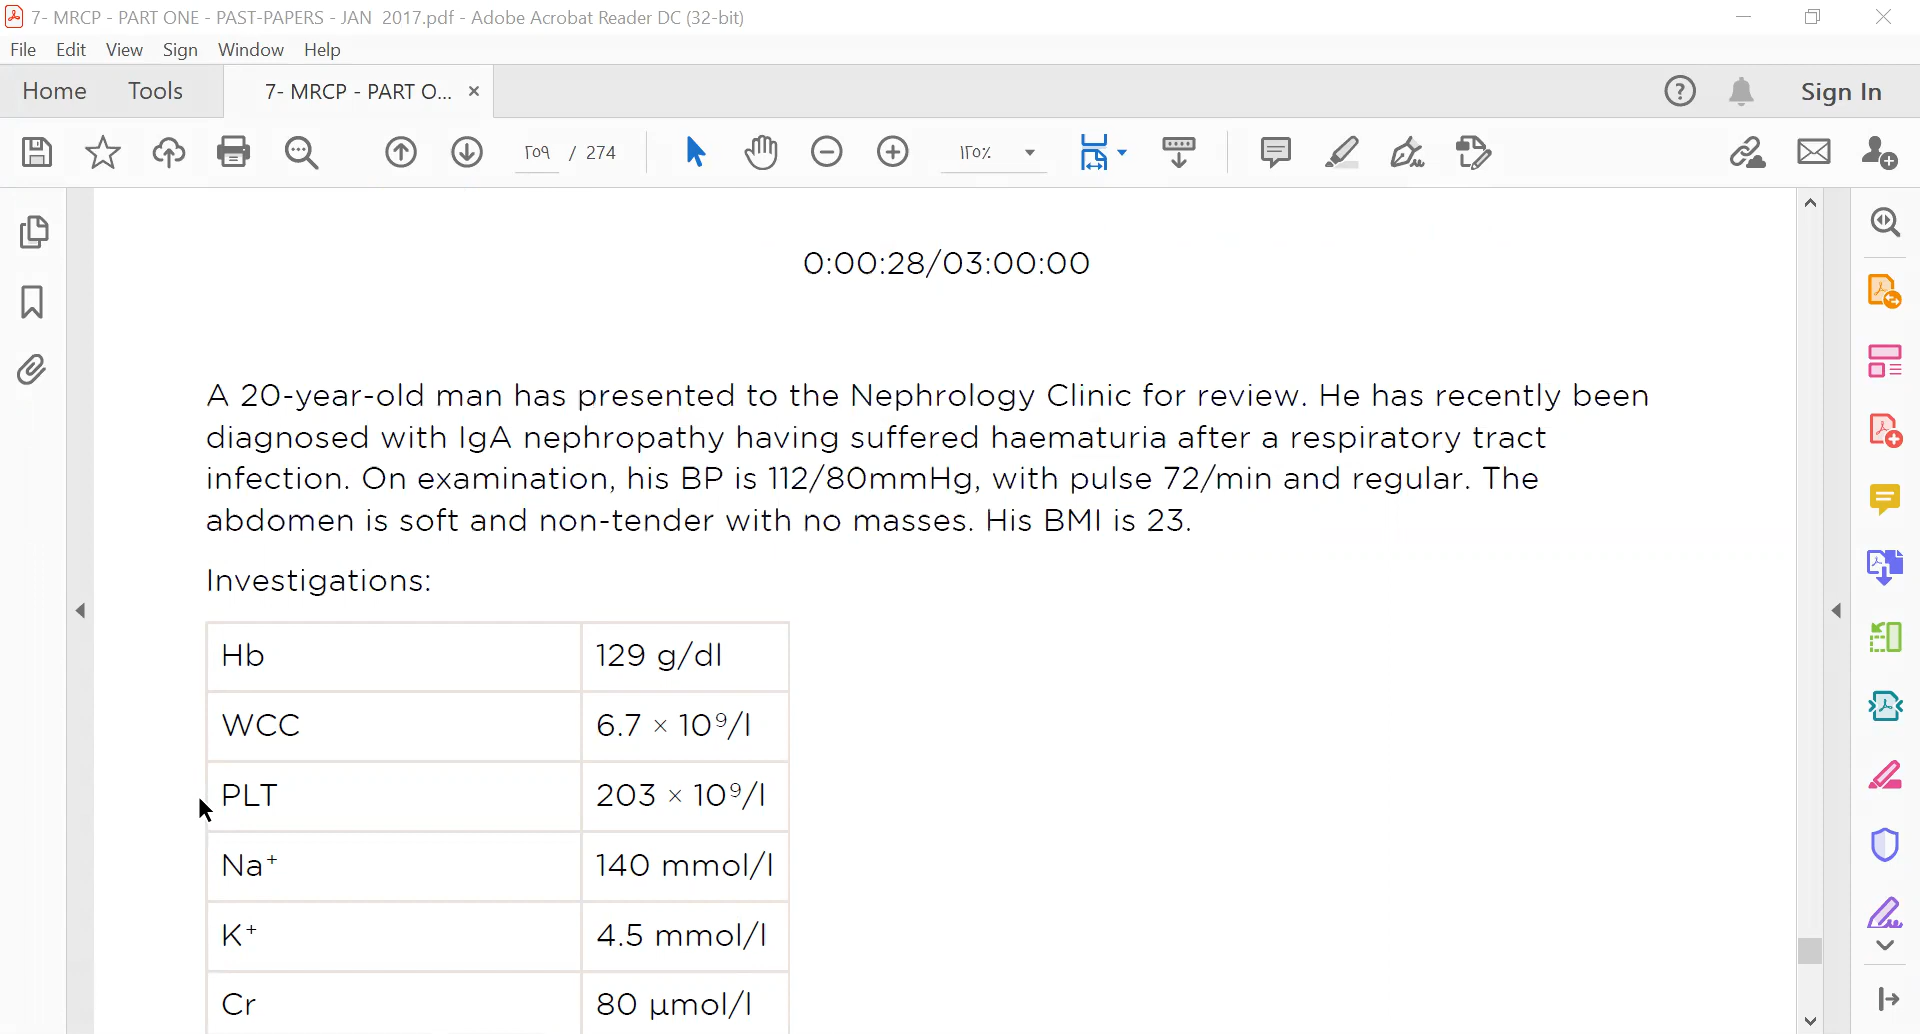 7- MRCP - PART ONE - PAST-PAPERS - JAN  2017.pdf - Adobe Acrobat Reader DC (32-bit)
File Edit View Sign Window Help
Home Tools 7- MRCP - PART O... × Sign In
٢٥٩ / 274 ١٢٥٪
0:00:28/03:00:00
A 20-year-old man has presented to the Nephrology Clinic for review. He has recently been
diagnosed with IgA nephropathy having suffered haematuria after a respiratory tract
infection. On examination, his BP is 112/80mmHg, with pulse 72/min and regular. The
abdomen is soft and non-tender with no masses. His BMI is 23.
Investigations:
Hb 129 g/dl
WCC 6.7 × 10⁹/l
PLT 203 × 10⁹/l
Na⁺ 140 mmol/l
K⁺ 4.5 mmol/l
Cr 80 µmol/l